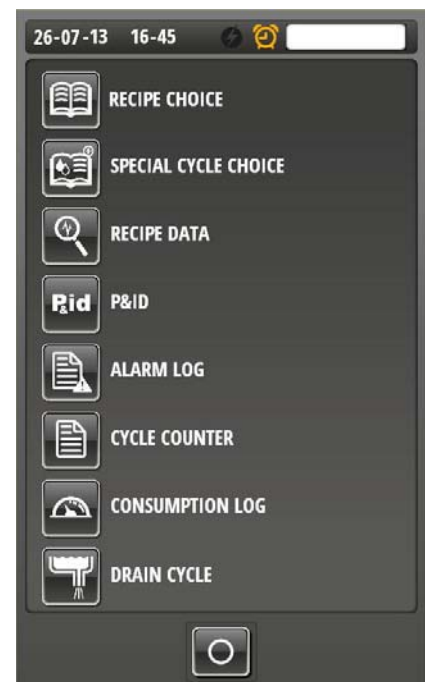 26-07-13 16-45
RECIPE CHOICE
SPECIAL CYCLE CHOICE
RECIPE DATA
P&id P&ID
ALARM LOG
CYCLE COUNTER
CONSUMPTION LOG
DRAIN CYCLE